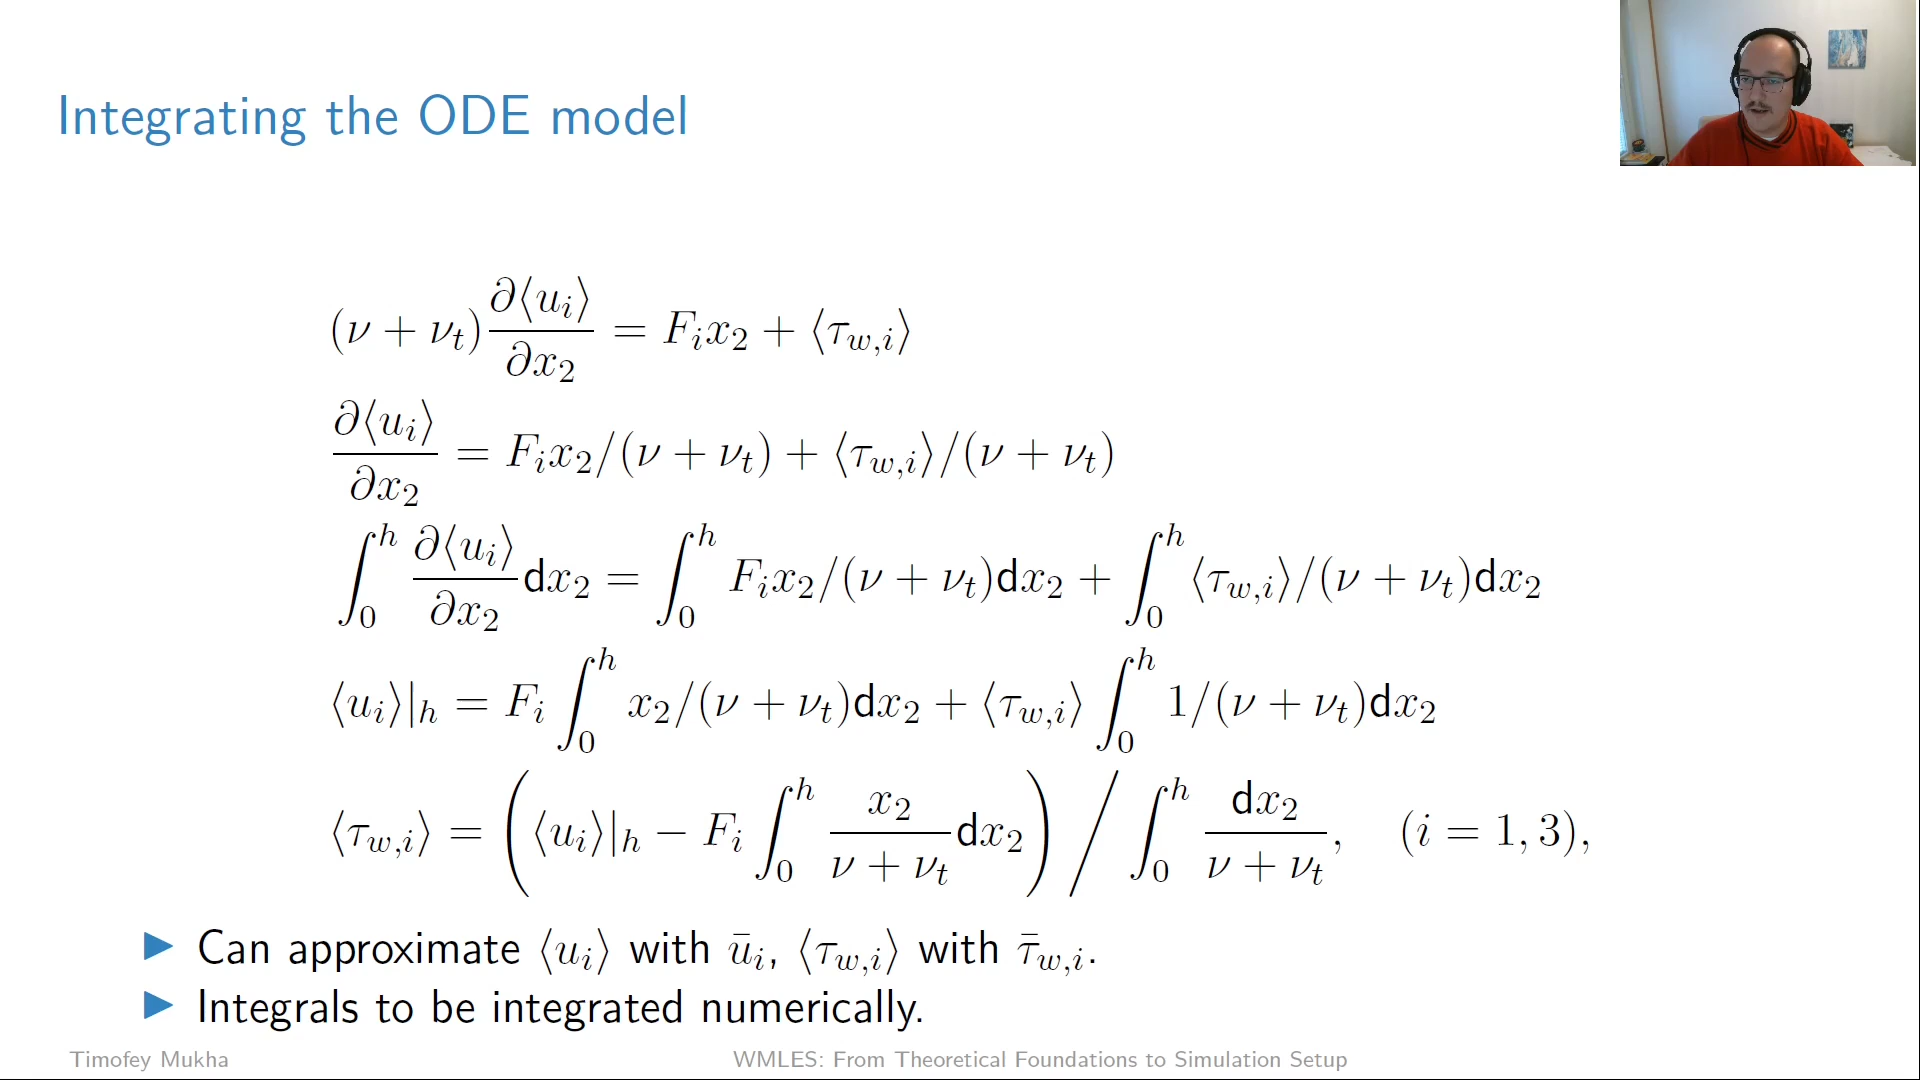 Integrating the ODE model
(ν + ν_t) ∂⟨u_i⟩/∂x_2 = F_i x_2 + ⟨τ_{w,i}⟩
∂⟨u_i⟩/∂x_2 = F_i x_2/(ν + ν_t) + ⟨τ_{w,i}⟩/(ν + ν_t)
∫_0^h ∂⟨u_i⟩/∂x_2 dx_2 = ∫_0^h F_i x_2/(ν + ν_t)dx_2 + ∫_0^h ⟨τ_{w,i}⟩/(ν + ν_t)dx_2
⟨u_i⟩|_h = F_i ∫_0^h x_2/(ν + ν_t)dx_2 + ⟨τ_{w,i}⟩ ∫_0^h 1/(ν + ν_t)dx_2
⟨τ_{w,i}⟩ = ( ⟨u_i⟩|_h − F_i ∫_0^h x_2/(ν + ν_t) dx_2 ) / ∫_0^h dx_2/(ν + ν_t), (i = 1, 3),
▶ Can approximate ⟨u_i⟩ with ū_i, ⟨τ_{w,i}⟩ with τ̄_{w,i}.
▶ Integrals to be integrated numerically.
Timofey Mukha WMLES: From Theoretical Foundations to Simulation Setup